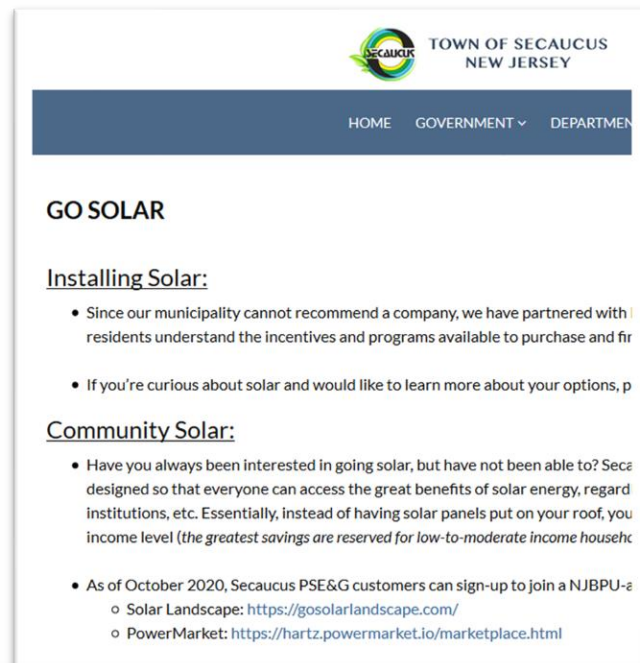 SECAUCUS
TOWN OF SECAUCUS
NEW JERSEY
HOME GOVERNMENT DEPARTMEN
GO SOLAR
Installing Solar:
• Since our municipality cannot recommend a company, we have partnered with
residents understand the incentives and programs available to purchase and fir
• If you're curious about solar and would like to learn more about your options, p
Community Solar:
• Have you always been interested in going solar, but have not been able to? Seca
designed so that everyone can access the great benefits of solar energy, regard
institutions, etc. Essentially, instead of having solar panels put on your roof, you
income level (the greatest savings are reserved for low-to-moderate income househo
• As of October 2020, Secaucus PSE&G customers can sign-up to join a NJBPU-a
○ Solar Landscape: https://gosolarlandscape.com/
○ PowerMarket: https://hartz.powermarket.io/marketplace.html